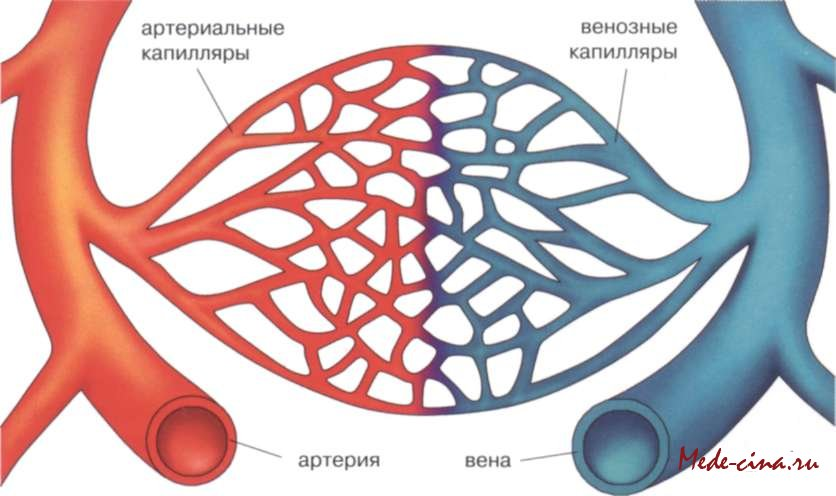 артериальные
капилляры
венозные
капилляры
артерия
вена
Mede-cina.ru